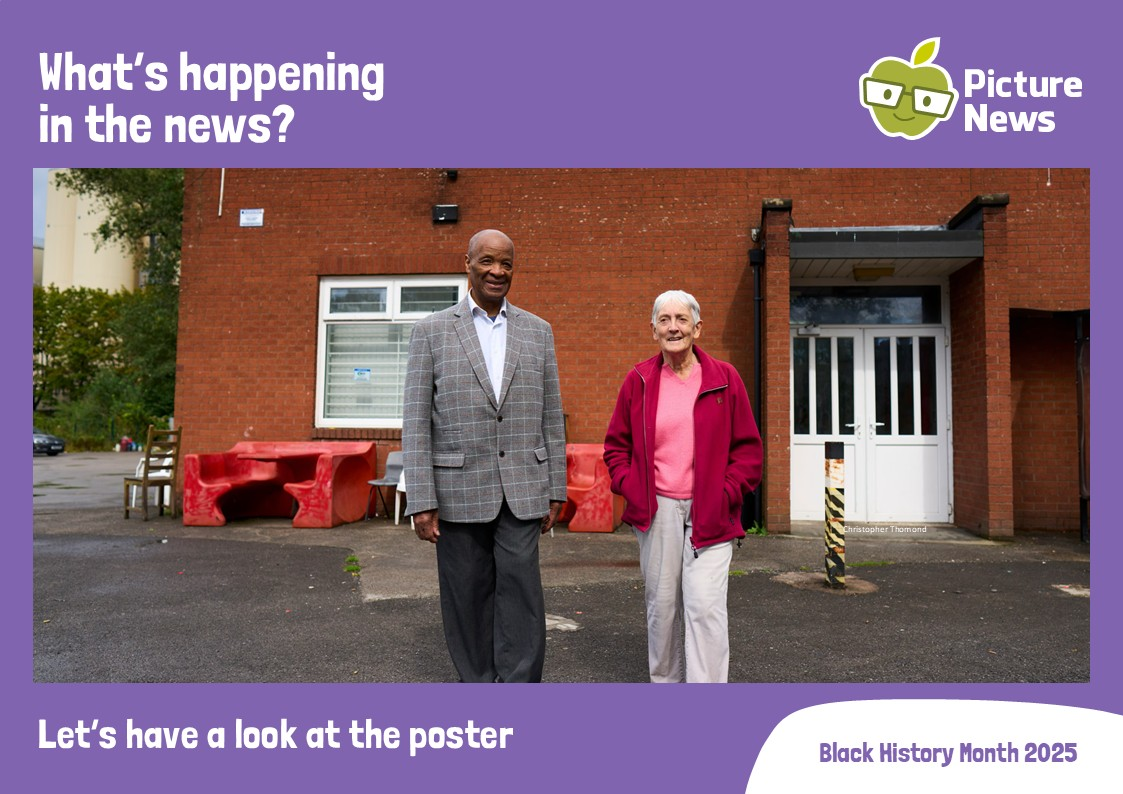 What's happening
in the news?
Picture
News
Christopher Thomond
Let's have a look at the poster
Black History Month 2025